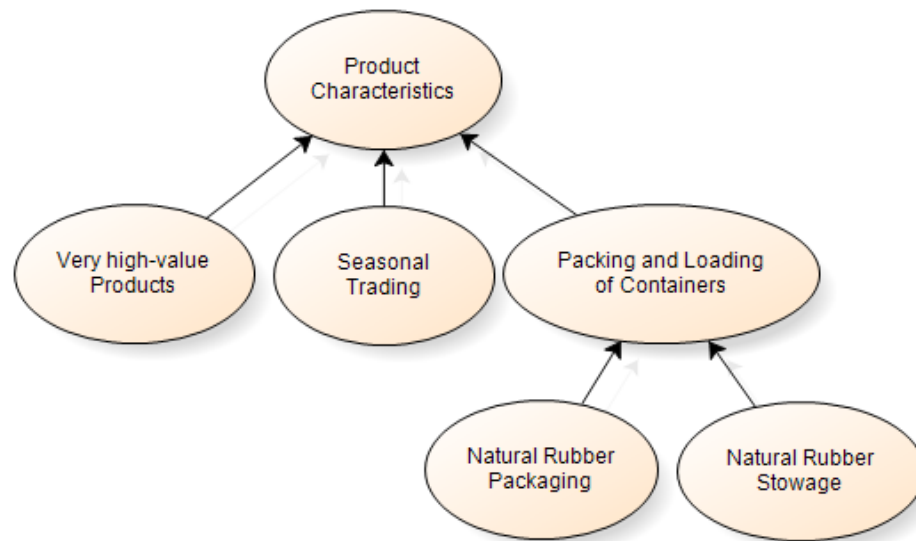 Product
Characteristics
Very high-value
Products
Seasonal
Trading
Packing and Loading
of Containers
Natural Rubber
Packaging
Natural Rubber
Stowage